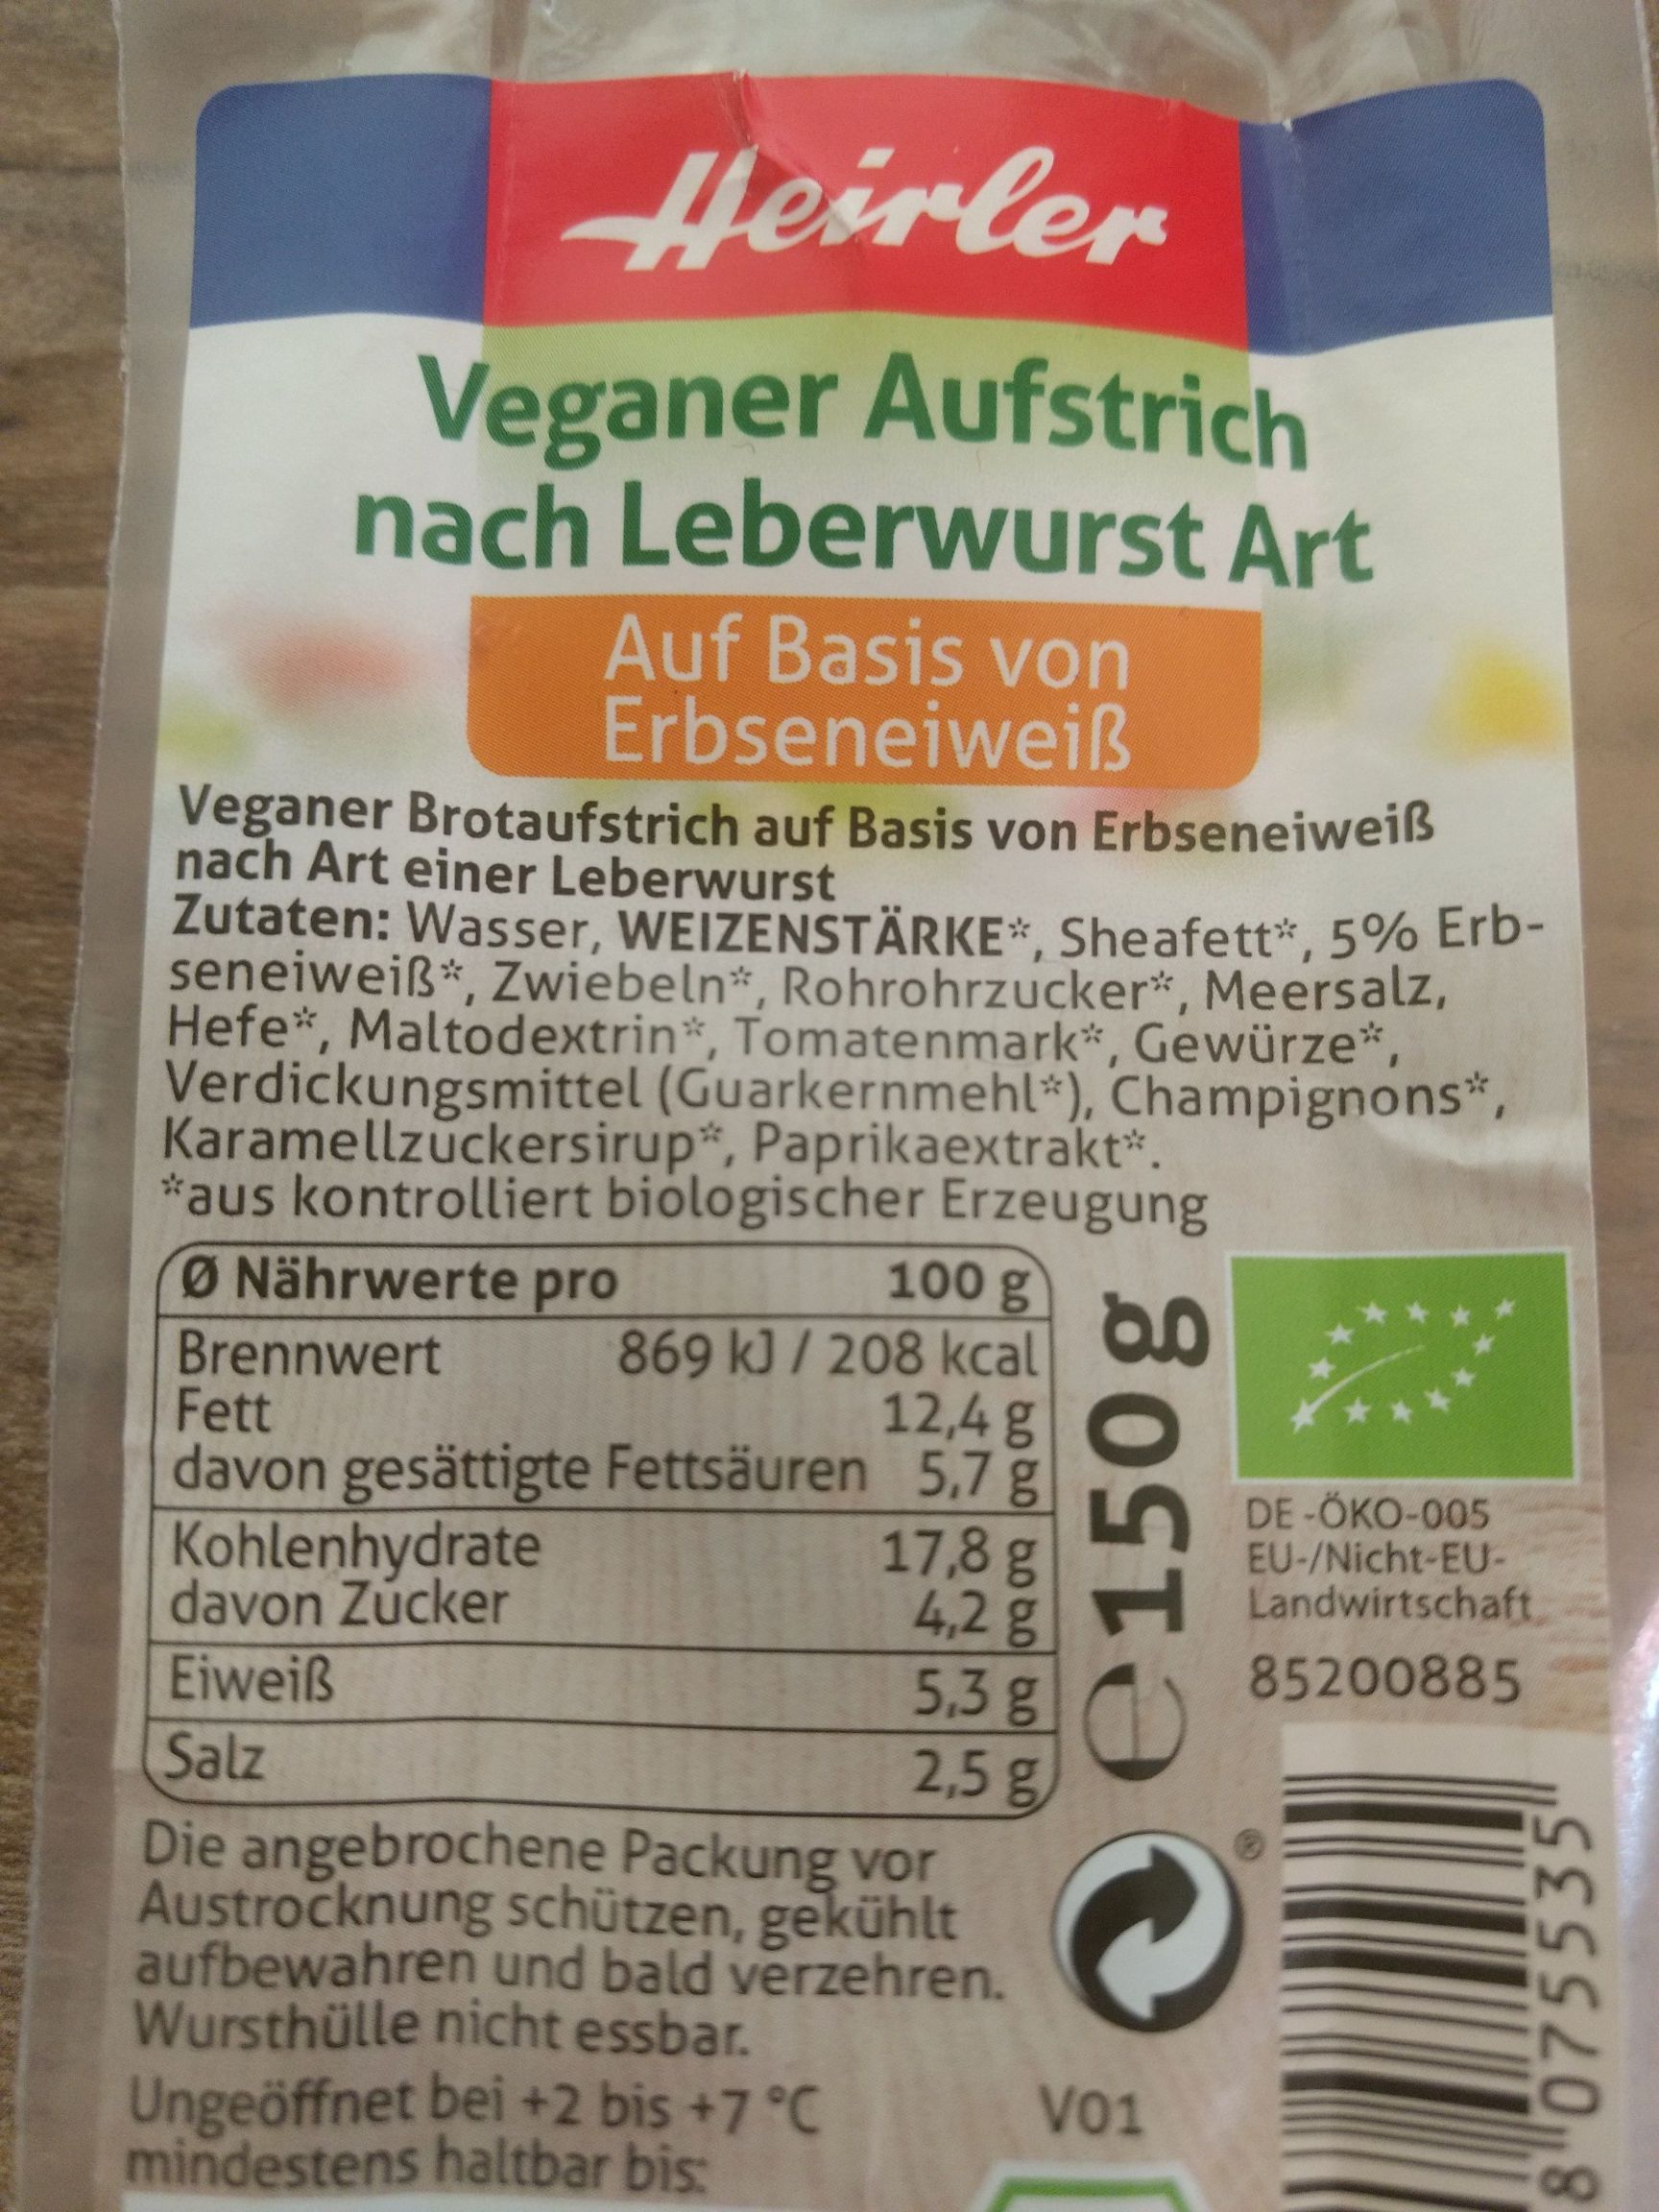 Heirler
Veganer Aufstrich
nach Leberwurst Art
Auf Basis von
Erbseneiweiß
Veganer Brotaufstrich auf Basis von Erbseneiweiß
nach Art einer Leberwurst
Zutaten: Wasser, WEIZENSTÄRKE*, Sheafett*, 5% Erb-
seneiweiß*, Zwiebeln*, Rohrohrzucker*, Meersalz,
Hefe*, Maltodextrin*, Tomatenmark*, Gewürze*,
Verdickungsmittel (Guarkernmehl*), Champignons*,
Karamellzuckersirup*, Paprikaextrakt*.
*aus kontrolliert biologischer Erzeugung
Ø Nährwerte pro 100 g
Brennwert 869 kJ / 208 kcal
Fett 12,4 g
davon gesättigte Fettsäuren 5,7 g
Kohlenhydrate 17,8 g
davon Zucker 4,2 g
Eiweiß 5,3 g
Salz 2,5 g
℮ 150 g
DE-ÖKO-005
EU-/Nicht-EU-
Landwirtschaft
85200885
Die angebrochene Packung vor
Austrocknung schützen, gekühlt
aufbewahren und bald verzehren.
Wursthülle nicht essbar.
Ungeöffnet bei +2 bis +7 °C
mindestens haltbar bis:
®
V01
8 075535